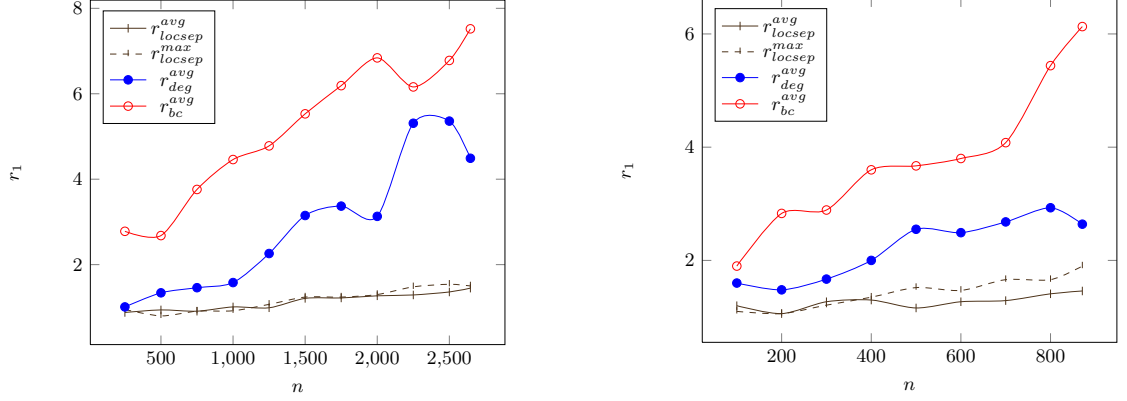 8
6
4
2
500
1,000
1,500
2,000
2,500
n
r_1
r_{locsep}^{avg}
r_{locsep}^{max}
r_{deg}^{avg}
r_{bc}^{avg}
6
4
2
200
400
600
800
n
r_1
r_{locsep}^{avg}
r_{locsep}^{max}
r_{deg}^{avg}
r_{bc}^{avg}